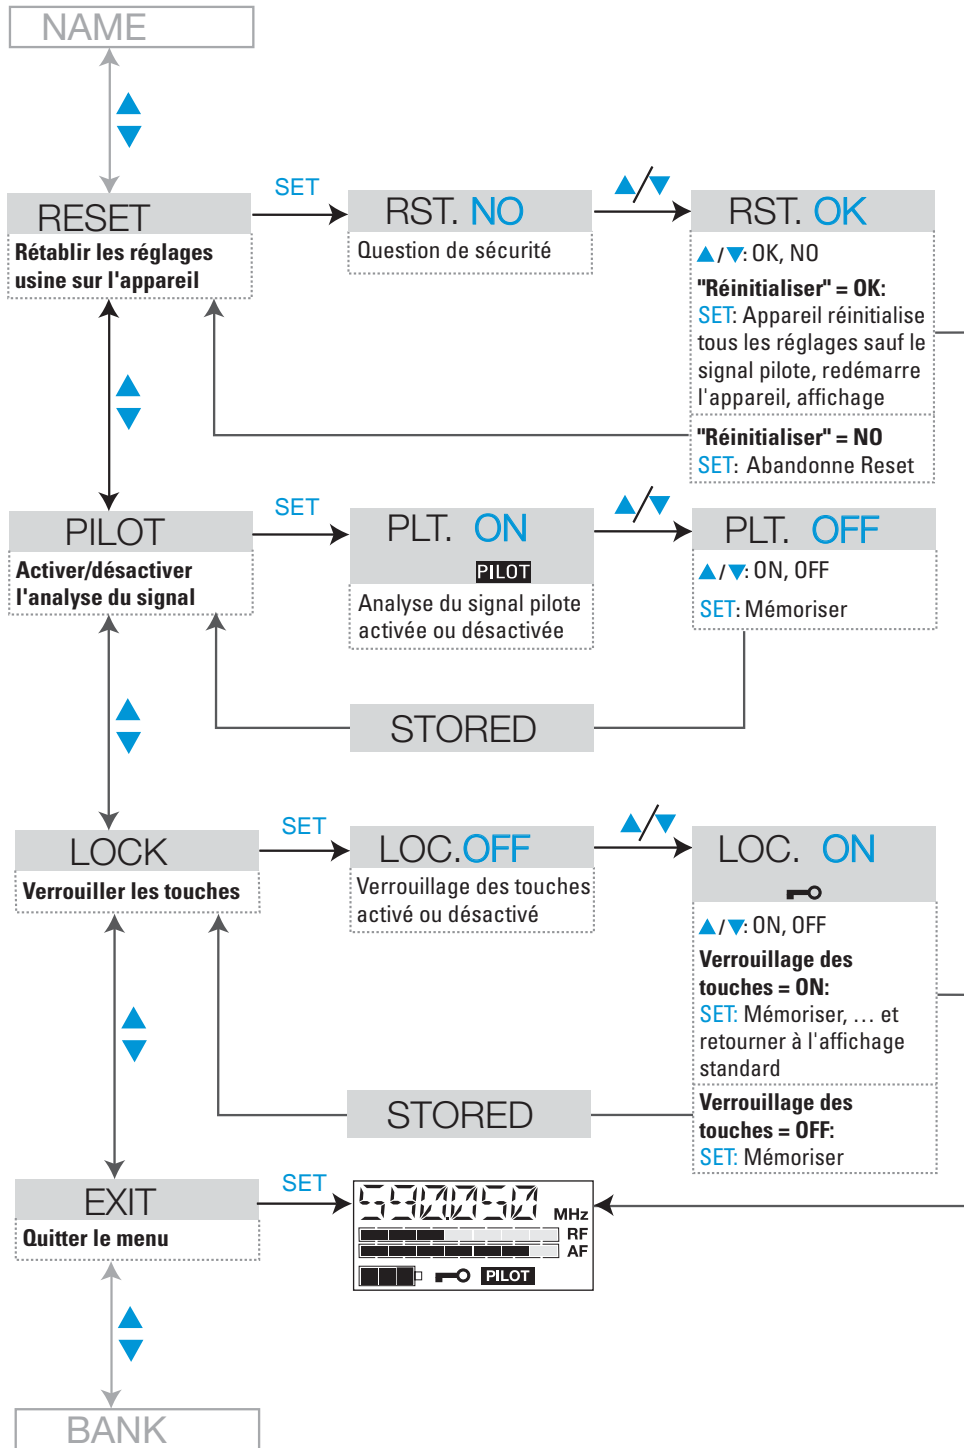 NAME
▲
▼
RESET
Rétablir les réglages
usine sur l'appareil
SET
RST. NO
Question de sécurité
▲/▼
RST. OK
▲/▼: OK, NO
"Réinitialiser" = OK:
SET: Appareil réinitialise
tous les réglages sauf le
signal pilote, redémarre
l'appareil, affichage
"Réinitialiser" = NO
SET: Abandonne Reset
▲
▼
PILOT
Activer/désactiver
l'analyse du signal
SET
PLT. ON
PILOT
Analyse du signal pilote
activée ou désactivée
▲/▼
PLT. OFF
▲/▼: ON, OFF
SET: Mémoriser
STORED
▲
▼
LOCK
Verrouiller les touches
SET
LOC.OFF
Verrouillage des touches
activé ou désactivé
▲/▼
LOC. ON
▲/▼: ON, OFF
Verrouillage des
touches = ON:
SET: Mémoriser, … et
retourner à l'affichage
standard
Verrouillage des
touches = OFF:
SET: Mémoriser
STORED
▲
▼
EXIT
Quitter le menu
SET
590.050 MHz
RF
AF
PILOT
▲
▼
BANK